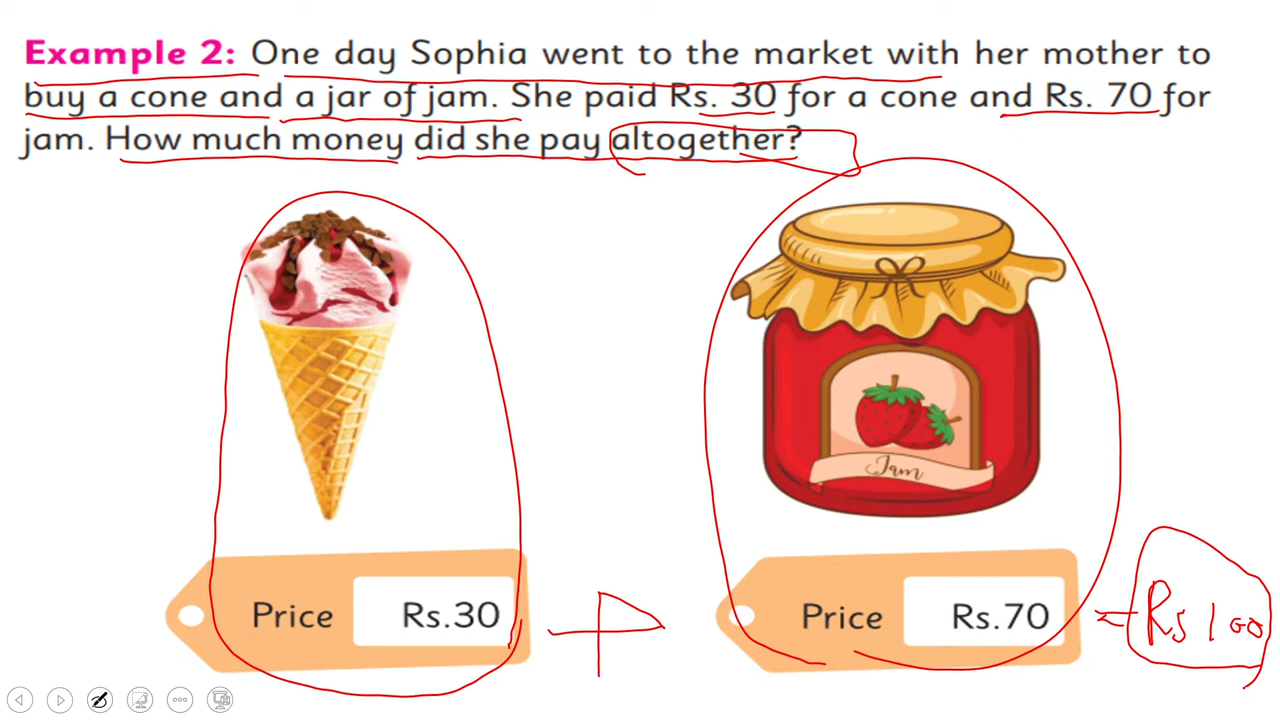 Example 2: One day Sophia went to the market with her mother to
buy a cone and a jar of jam. She paid Rs. 30 for a cone and Rs. 70 for
jam. How much money did she pay altogether?
Jam
Price Rs.30 + Price Rs.70 = Rs 100